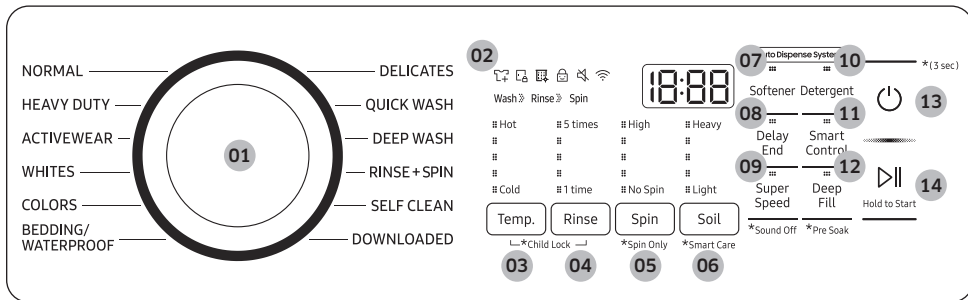 NORMAL
HEAVY DUTY
ACTIVEWEAR
WHITES
COLORS
BEDDING/
WATERPROOF
01
DELICATES
QUICK WASH
DEEP WASH
RINSE+SPIN
SELF CLEAN
DOWNLOADED
02
Wash Rinse Spin
18:88
Hot 5 times High Heavy
Cold 1 time No Spin Light
Temp. Rinse Spin Soil
*Child Lock *Spin Only *Smart Care
03 04 05 06
07 Auto Dispense System 10
Softener Detergent
08 11
Delay
End
Smart
Control
09 12
Super
Speed
Deep
Fill
*Sound Off *Pre Soak
*(3 sec)
13
14
Hold to Start